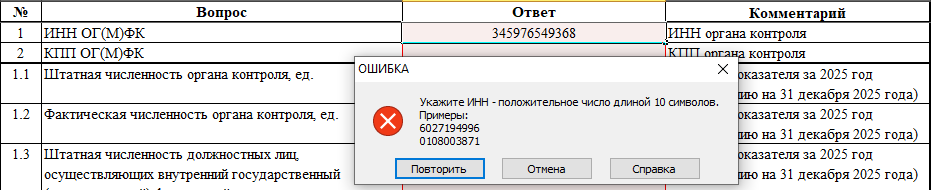 № Вопрос Ответ Комментарий
1 ИНН ОГ(М)ФК 345976549368 ИНН органа контроля
2 КПП ОГ(М)ФК КПП органа контроля
ОШИБКА
1.1 Штатная численность органа контроля, ед. оказателя за 2025 год
ию на 31 декабря 2025 года)
Укажите ИНН - положительное число длиной 10 символов.
Примеры:
6027194996
0108003871
1.2 Фактическая численность органа контроля, ед. оказателя за 2025 год
ию на 31 декабря 2025 года)
1.3 Штатная численность должностных лиц, оказателя за 2025 год
осуществляющих внутренний государственный ию на 31 декабря 2025 года)
Повторить Отмена Справка